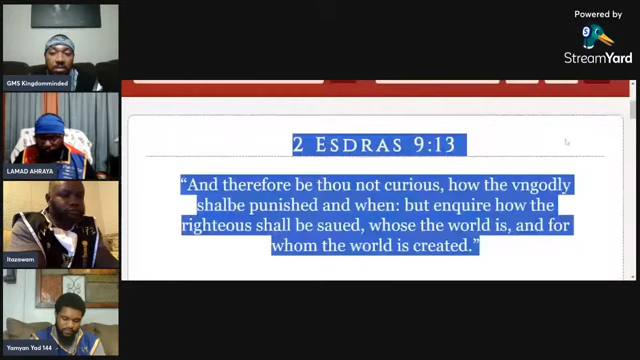 Powered by
StreamYard
GMS Kingdomminded
LAMAD AHRAYA
Itazowam
Yamyan Yad 144
2 ESDRAS 9:13
“And therefore be thou not curious, how the vngodly
shalbe punished and when: but enquire how the
righteous shall be saued, whose the world is, and for
whom the world is created.”